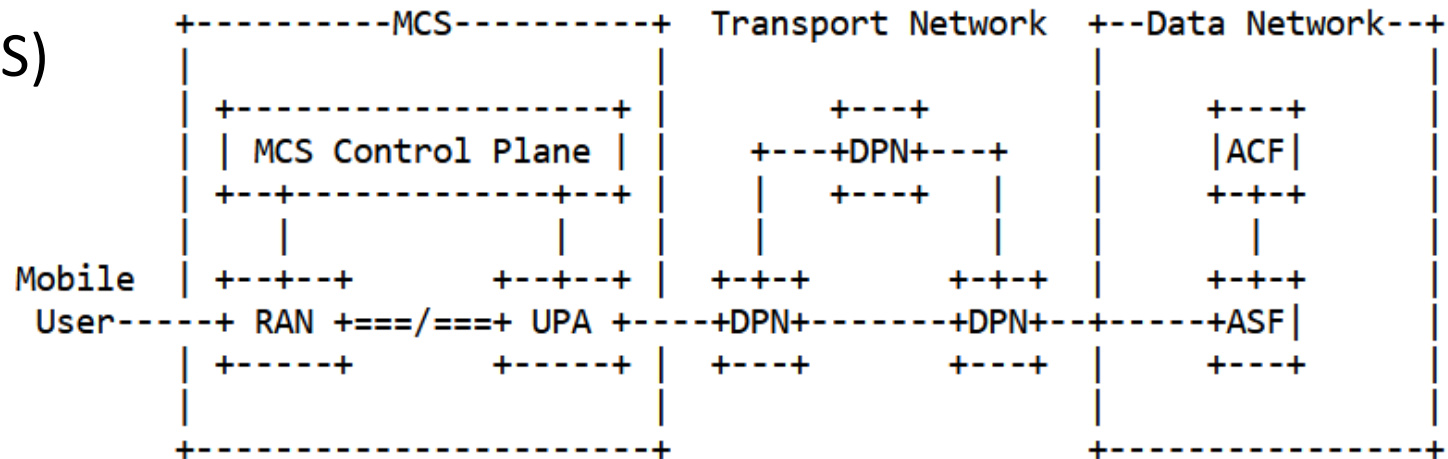 S)
+----------MCS----------+  Transport Network  +--Data Network--+
|                       |                     |                |
| +-------------------+ |        +---+        |     +---+      |
| | MCS Control Plane | |    +---+DPN+---+    |     |ACF|      |
| +--+-------------+--+ |    |   +---+   |    |     +-+-+      |
|    |             |    |    |           |    |       |        |
Mobile  | +--+--+       +--+--+ |  +-+-+       +-+-+  |     +-+-+      |
User-----+ RAN +===/===+ UPA +----+DPN+-------+DPN+--+-----+ASF|      |
| +-----+       +-----+ |  +---+       +---+  |     +---+      |
|                       |                     |                |
+-----------------------+                     +----------------+